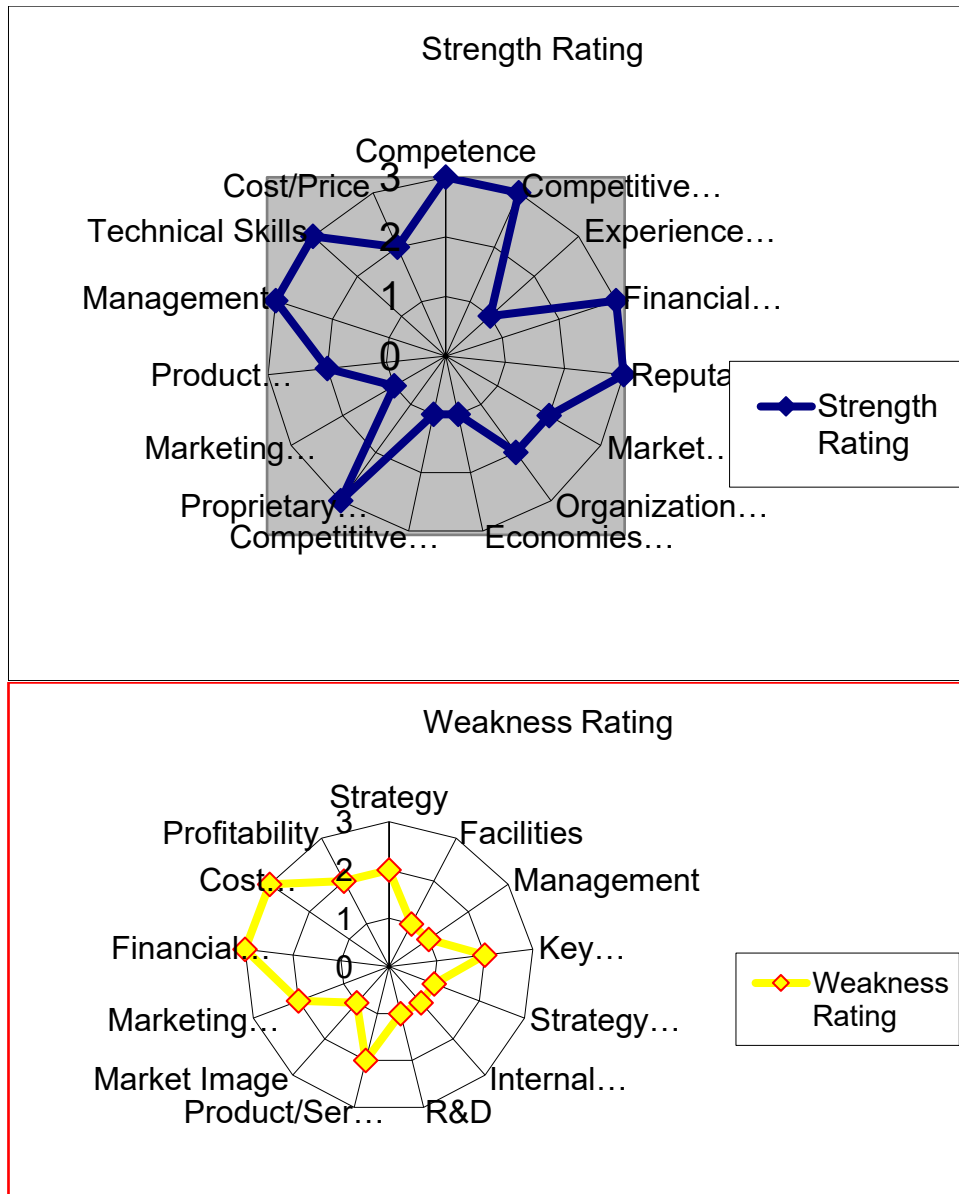 Strength Rating
Competence
3
Cost/Price
Competitive…
Technical Skills
2
Experience…
Management
1
Financial…
0
Product…
Reputa
Strength
Rating
Marketing…
Market…
Proprietary…
Organization…
Competititve…
Economies…
Weakness Rating
Strategy
3
Profitability
Facilities
2
Cost…
Management
1
Financial…
0
Key…
Weakness
Rating
Marketing…
Strategy…
Market Image
Internal…
Product/Ser…
R&D